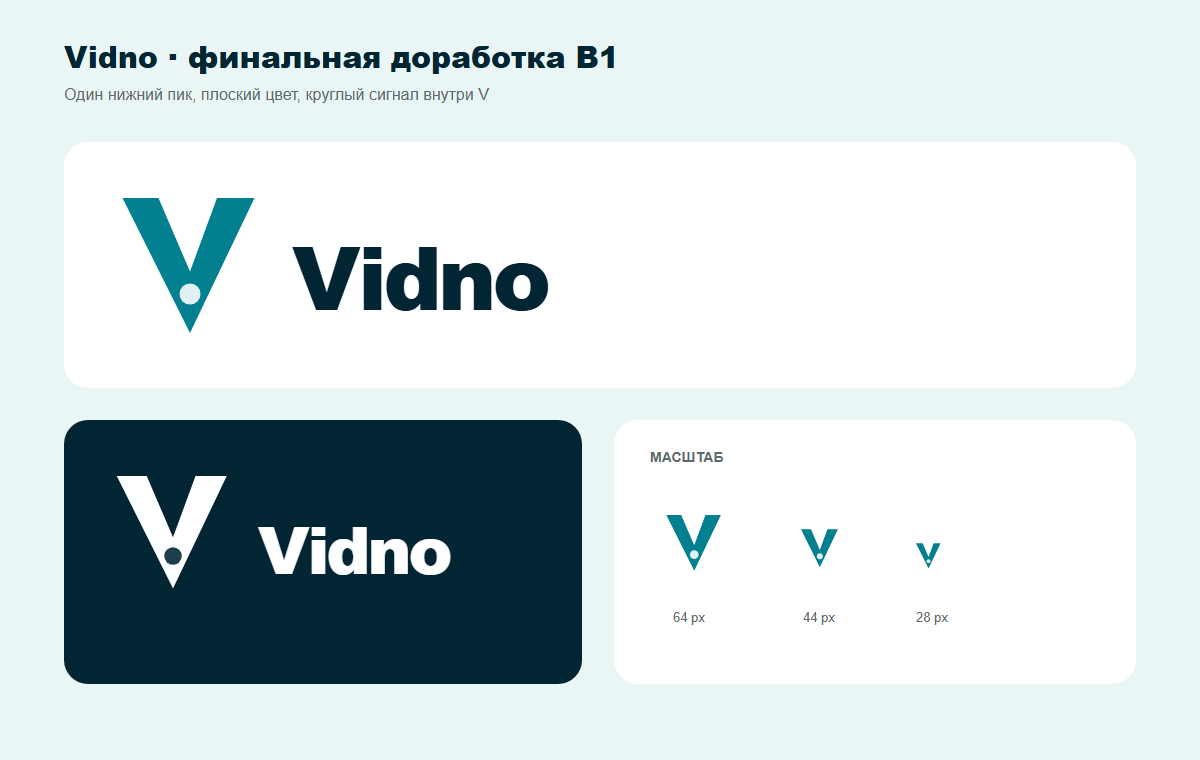 Vidno · финальная доработка B1
Один нижний пик, плоский цвет, круглый сигнал внутри V
Vidno
Vidno
МАСШТАБ
64 px
44 px
28 px